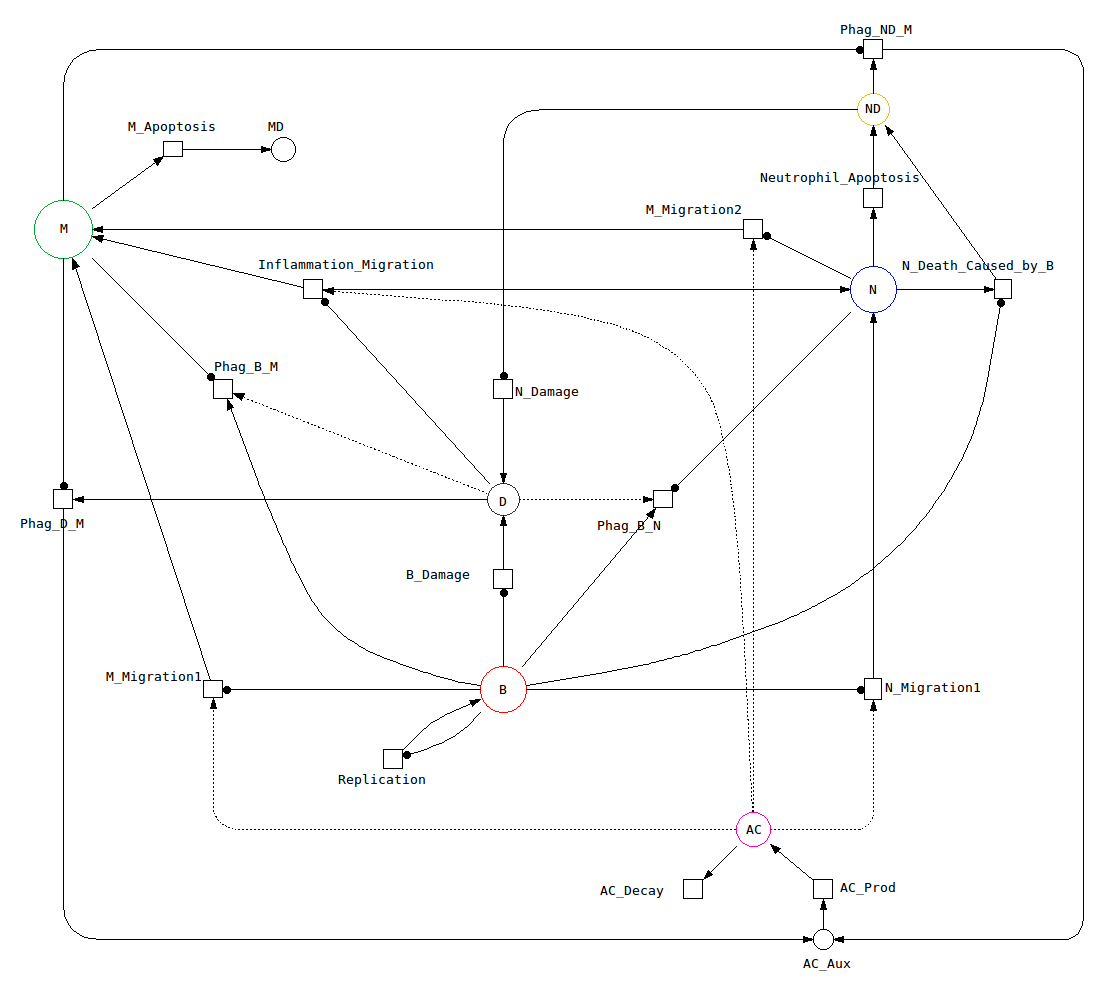 Phag_ND_M
ND
M_Apoptosis
MD
Neutrophil_Apoptosis
M_Migration2
M
Inflammation_Migration
N_Death_Caused_by_B
N
Phag_B_M
N_Damage
D
Phag_D_M
Phag_B_N
B_Damage
M_Migration1
B
N_Migration1
Replication
AC
AC_Decay
AC_Prod
AC_Aux